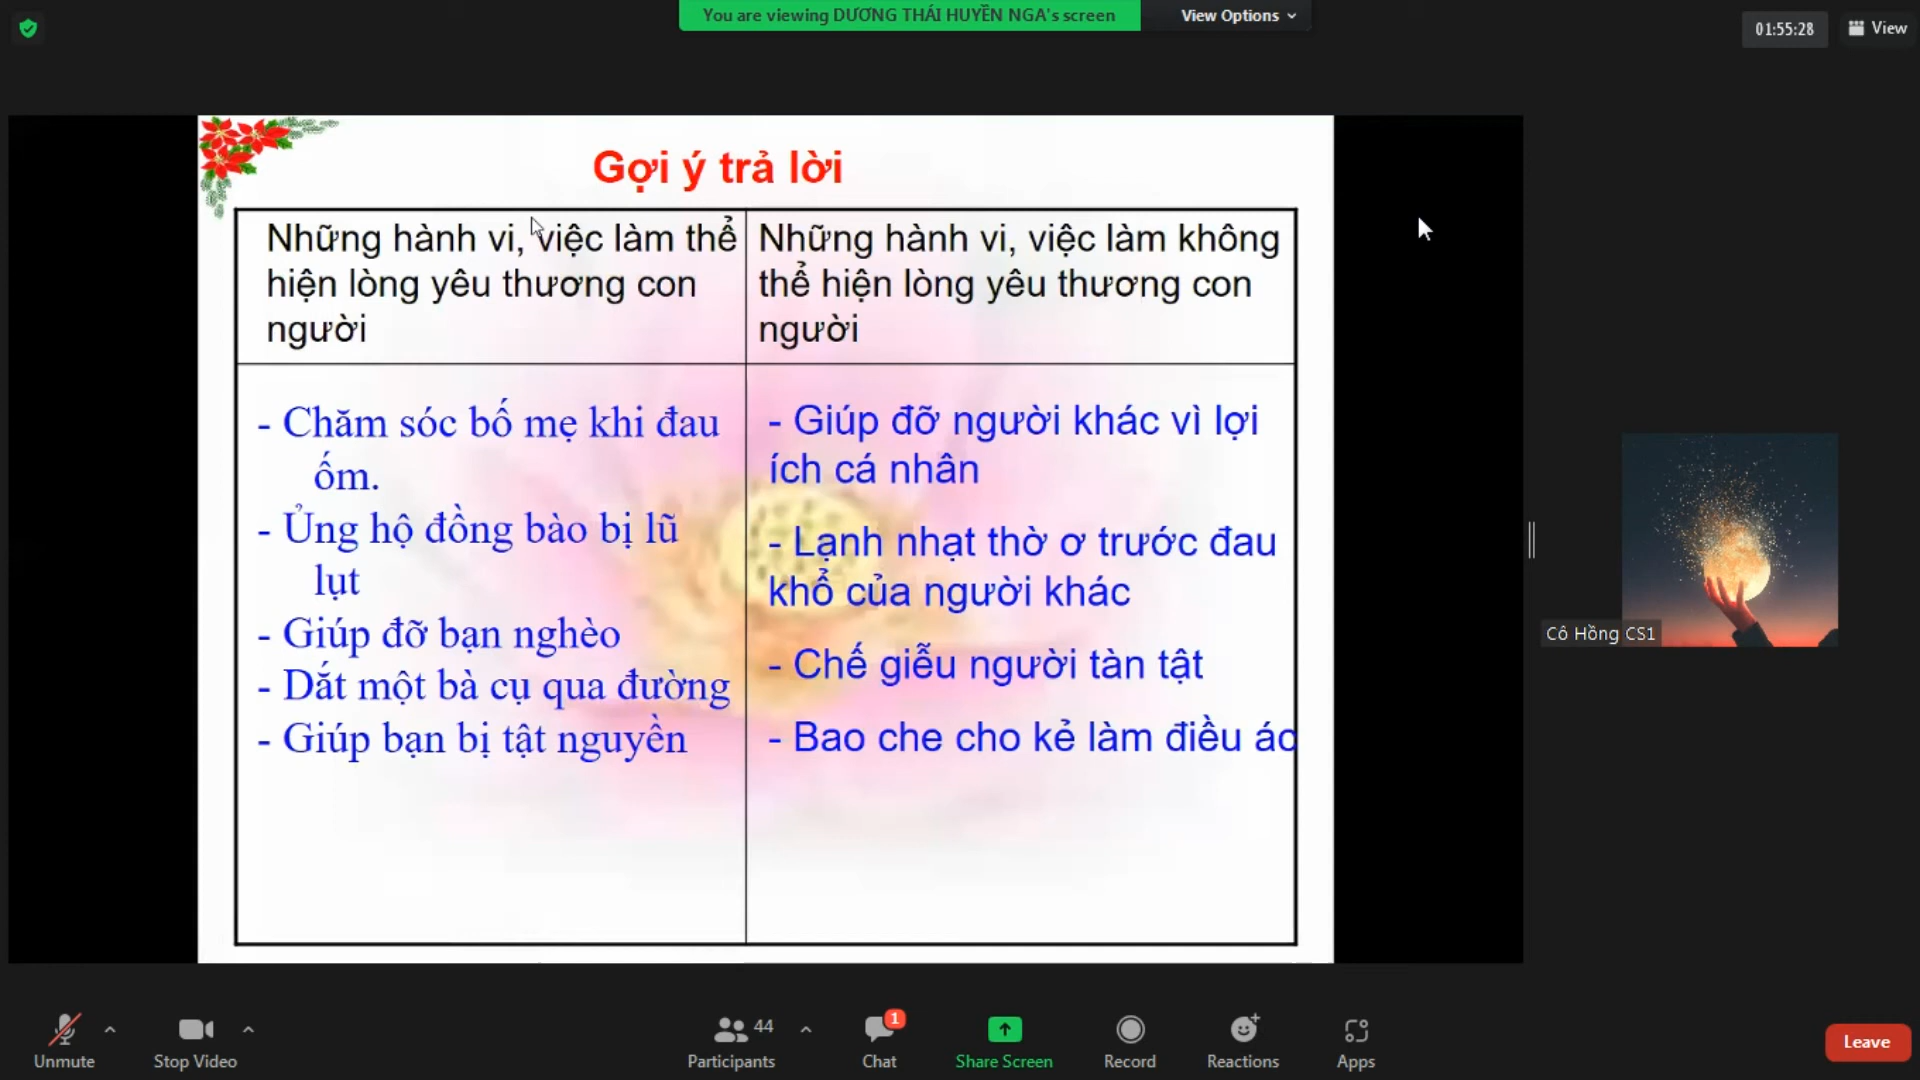 You are viewing DƯƠNG THÁI HUYỀN NGA's screen
View Options
01:55:28
View
Gợi ý trả lời
Những hành vi, việc làm thể
hiện lòng yêu thương con
người
Những hành vi, việc làm không
thể hiện lòng yêu thương con
người
- Chăm sóc bố mẹ khi đau
ốm.
- Ủng hộ đồng bào bị lũ
lụt
- Giúp đỡ bạn nghèo
- Dắt một bà cụ qua đường
- Giúp bạn bị tật nguyền
- Giúp đỡ người khác vì lợi
ích cá nhân
- Lạnh nhạt thờ ơ trước đau
khổ của người khác
- Chế giễu người tàn tật
- Bao che cho kẻ làm điều ác
Cô Hồng CS1
Unmute
Stop Video
44
Participants
1
Chat
Share Screen
Record
Reactions
Apps
Leave